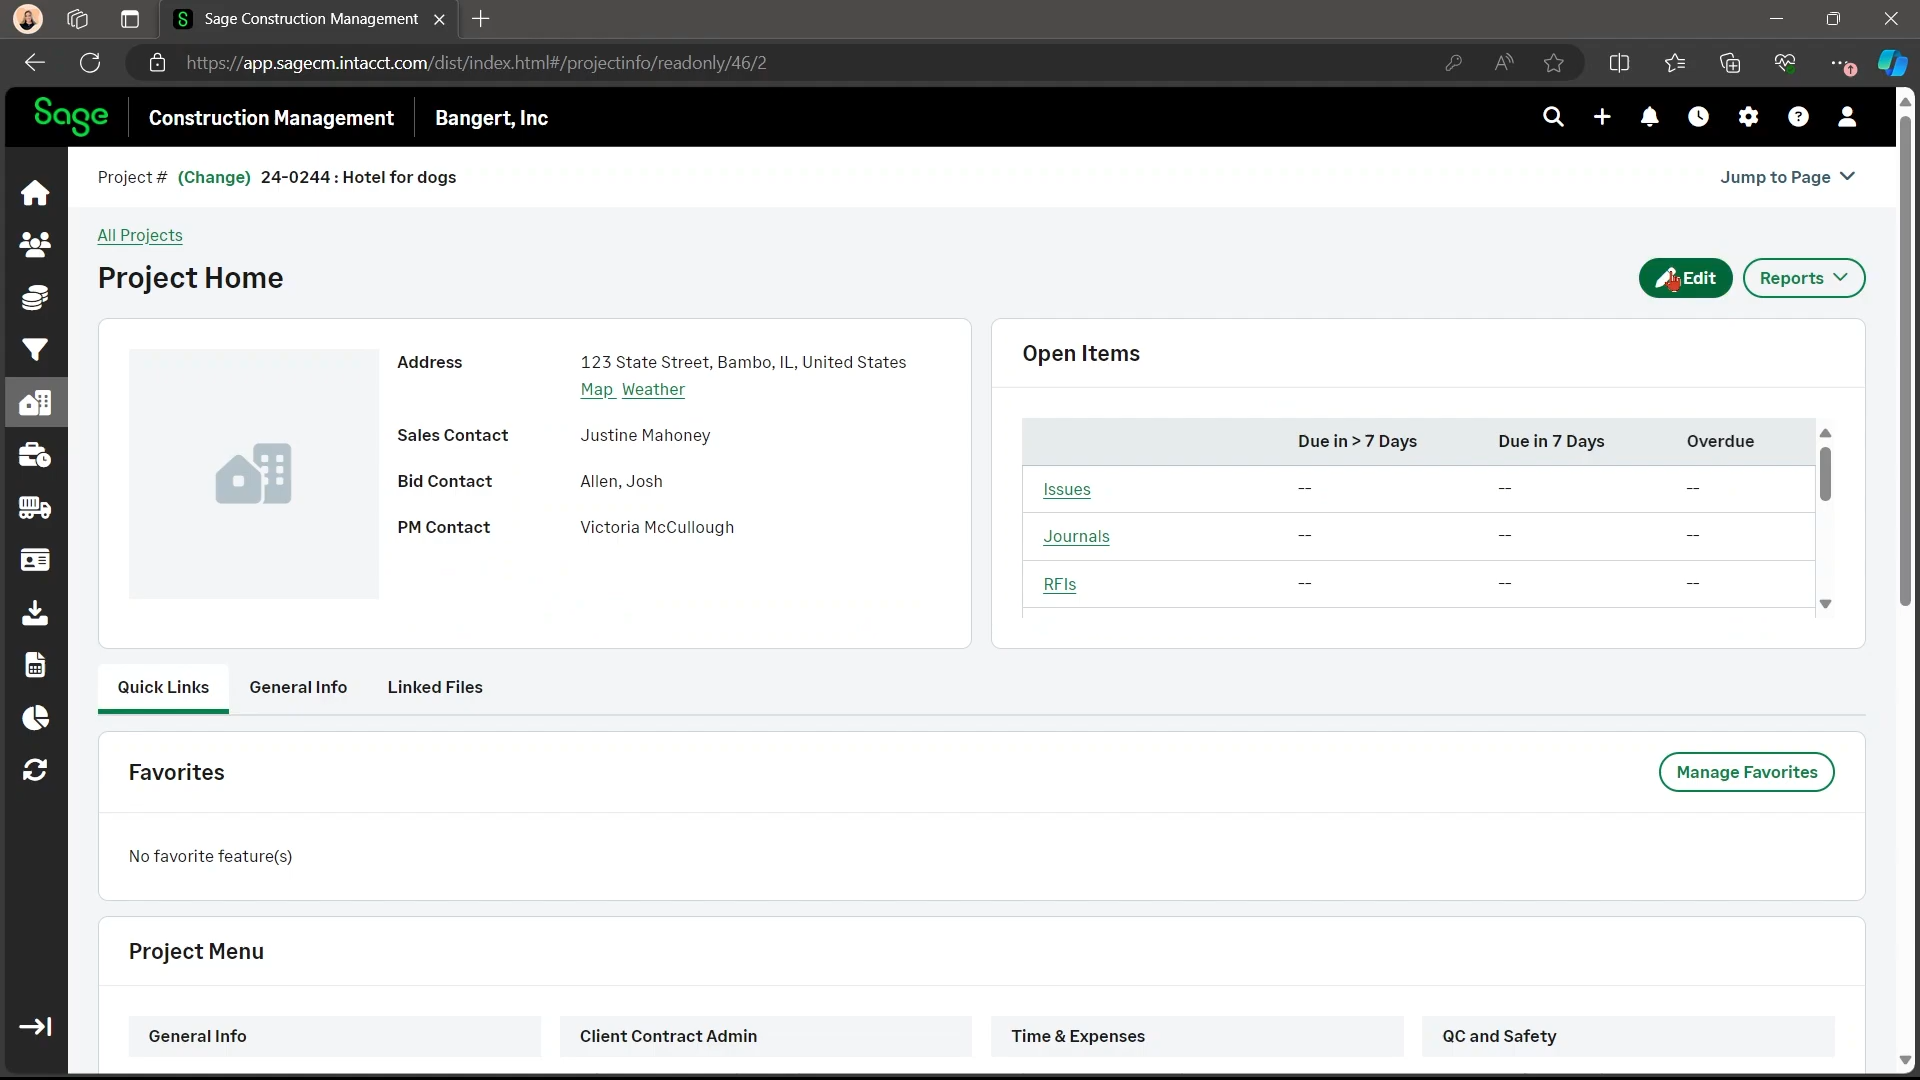 Sage Construction Management
https://app.sagecm.intacct.com/dist/index.html#/projectinfo/readonly/46/2
Sage
Construction Management
Bangert, Inc
Project # (Change) 24-0244 : Hotel for dogs
Jump to Page
All Projects
Project Home
Edit
Reports
Address
123 State Street, Bambo, IL, United States
Map Weather
Sales Contact
Justine Mahoney
Bid Contact
Allen, Josh
PM Contact
Victoria McCullough
Open Items
Due in > 7 Days
Due in 7 Days
Overdue
Issues -- -- --
Journals -- -- --
RFIs -- -- --
Quick Links
General Info
Linked Files
Favorites
Manage Favorites
No favorite feature(s)
Project Menu
General Info
Client Contract Admin
Time & Expenses
QC and Safety